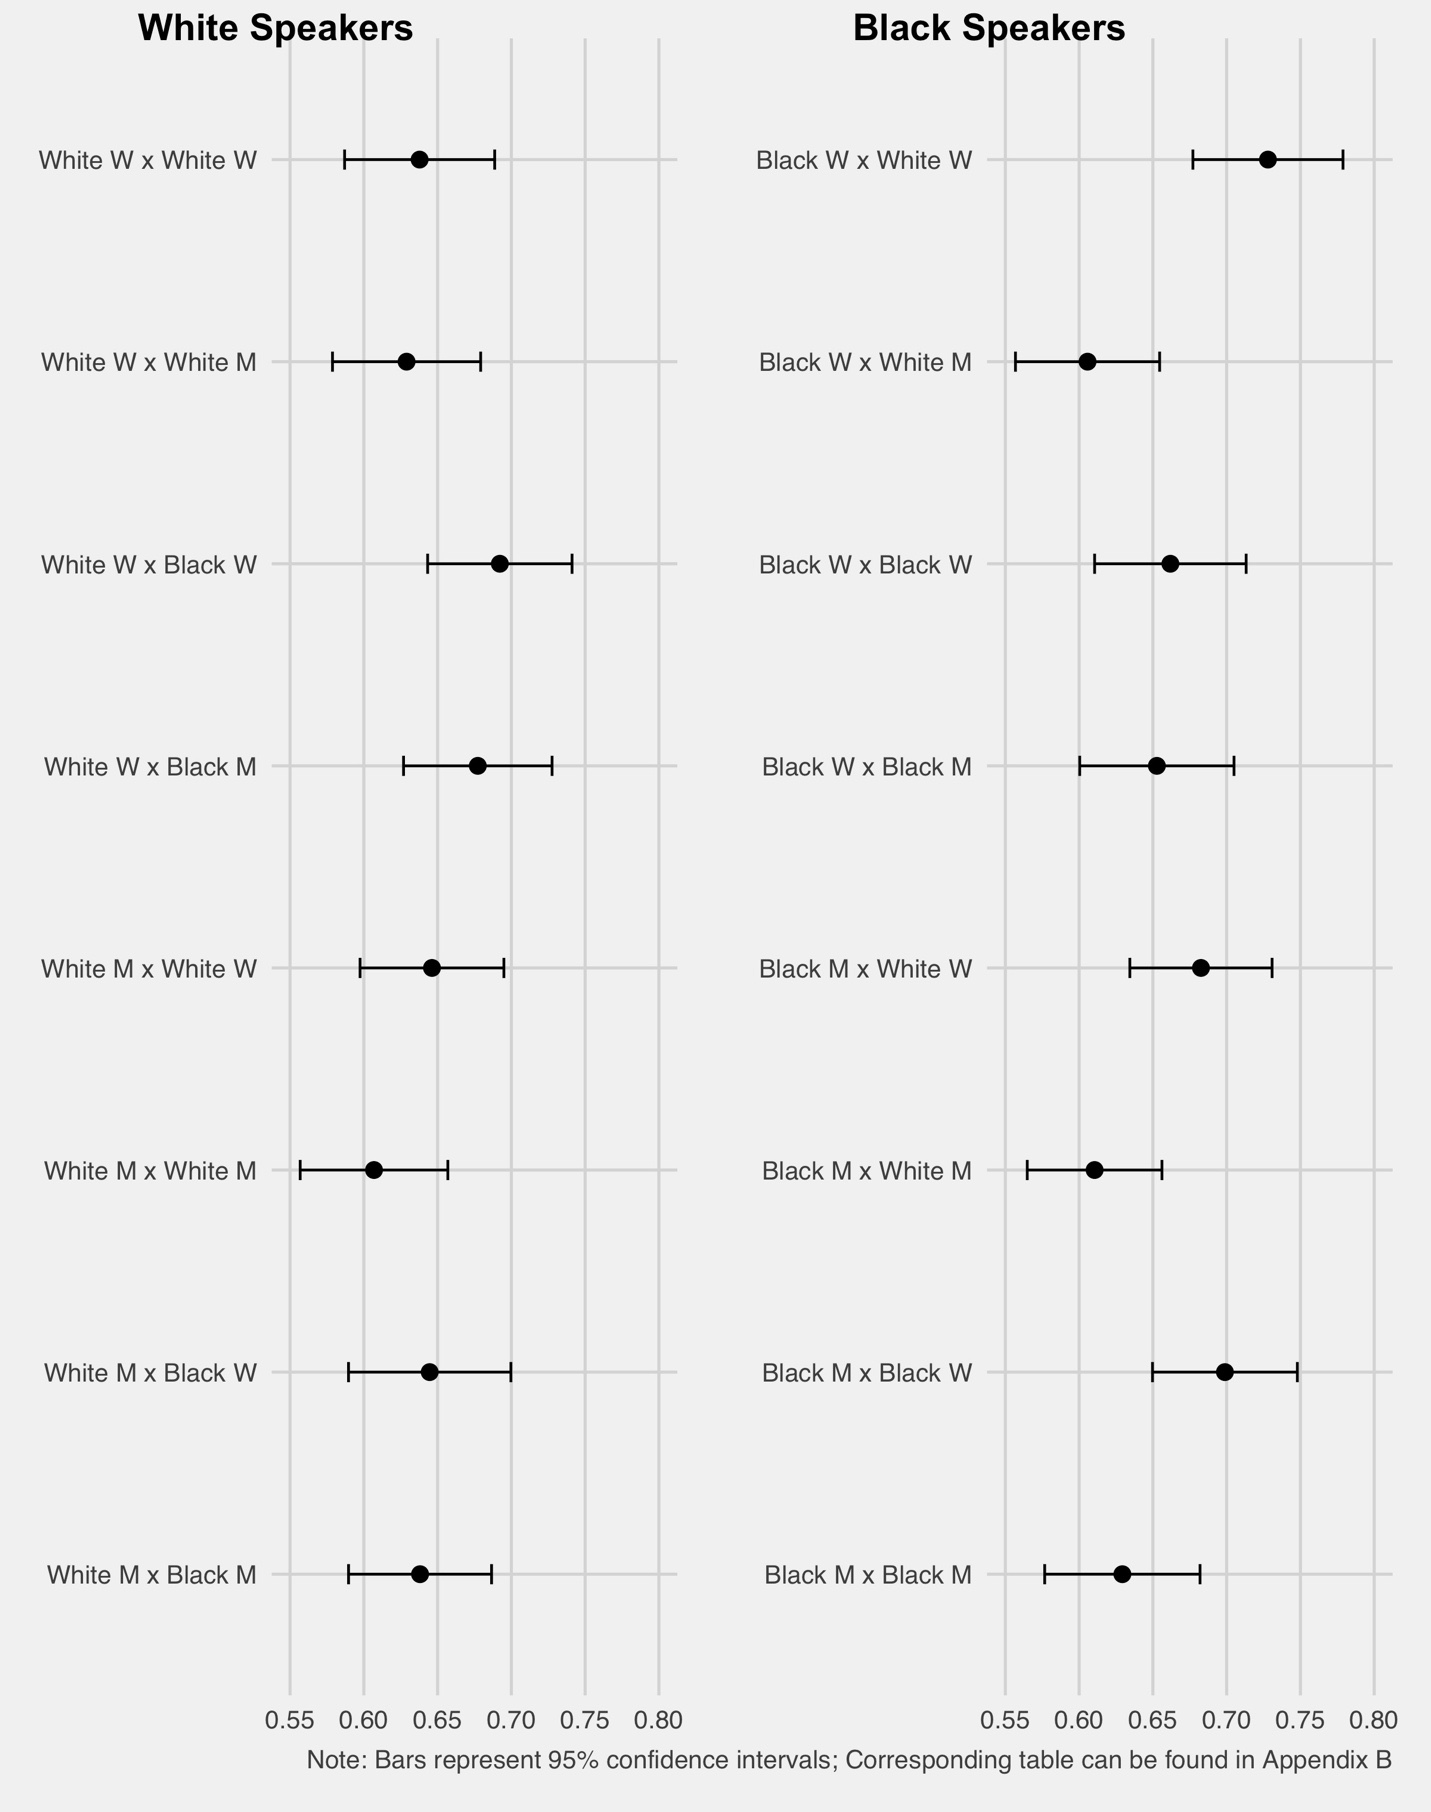 White Speakers
White W x White W
White W x White M
White W x Black W
White W x Black M
White M x White W
White M x White M
White M x Black W
White M x Black M
0.55 0.60 0.65 0.70 0.75 0.80
Black Speakers
Black W x White W
Black W x White M
Black W x Black W
Black W x Black M
Black M x White W
Black M x White M
Black M x Black W
Black M x Black M
0.55 0.60 0.65 0.70 0.75 0.80
Note: Bars represent 95% confidence intervals; Corresponding table can be found in Appendix B